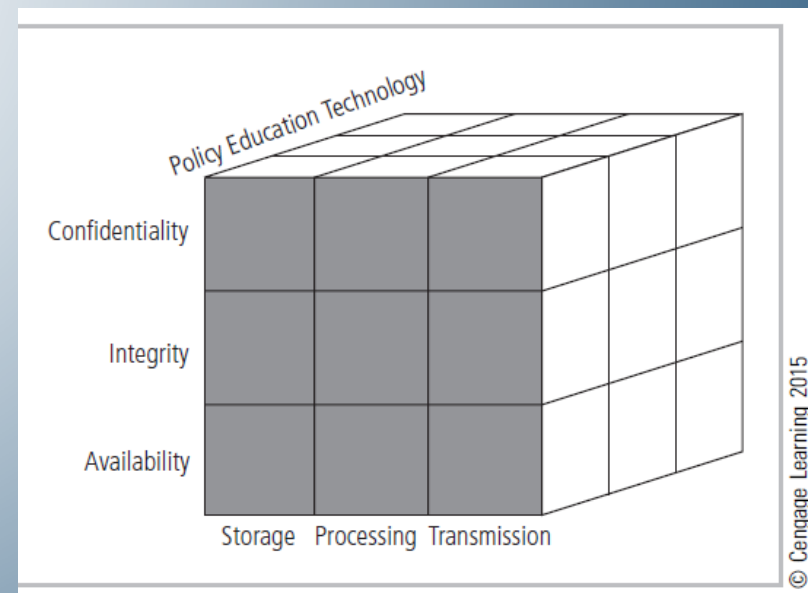 Policy Education Technology
Confidentiality
Integrity
Availability
Storage Processing Transmission
© Cengage Learning 2015